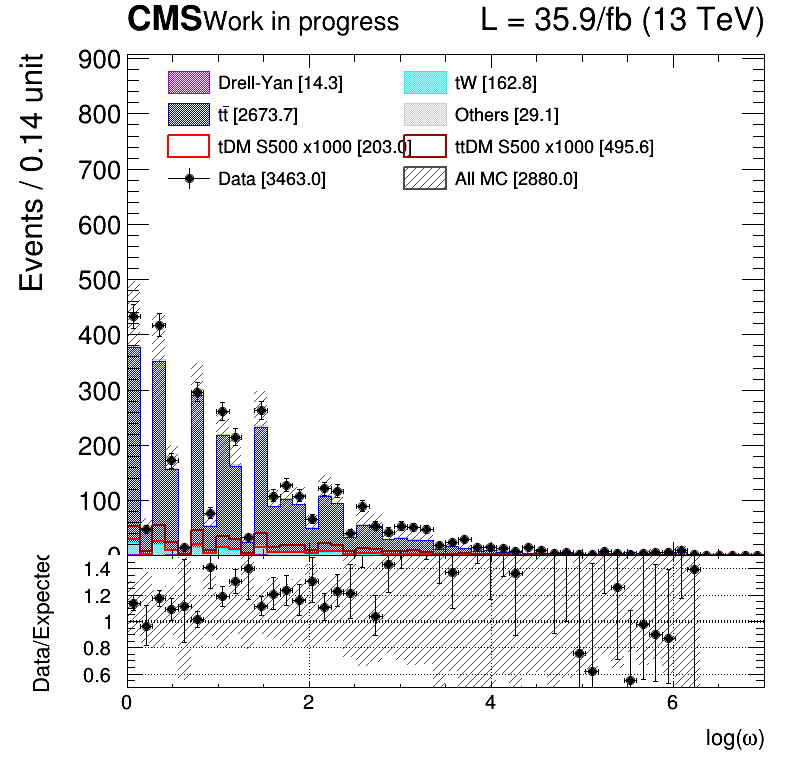 CMS Work in progress L = 35.9/fb (13 TeV)
Events / 0.14 unit
900
800
700
600
500
400
300
200
100
0
Drell-Yan [14.3]
tW [162.8]
tt̄ [2673.7]
Others [29.1]
tDM S500 x1000 [203.0]
ttDM S500 x1000 [495.6]
Data [3463.0]
All MC [2880.0]
Data/Expected
1.4
1.2
1
0.8
0.6
0 2 4 6
log(ω)